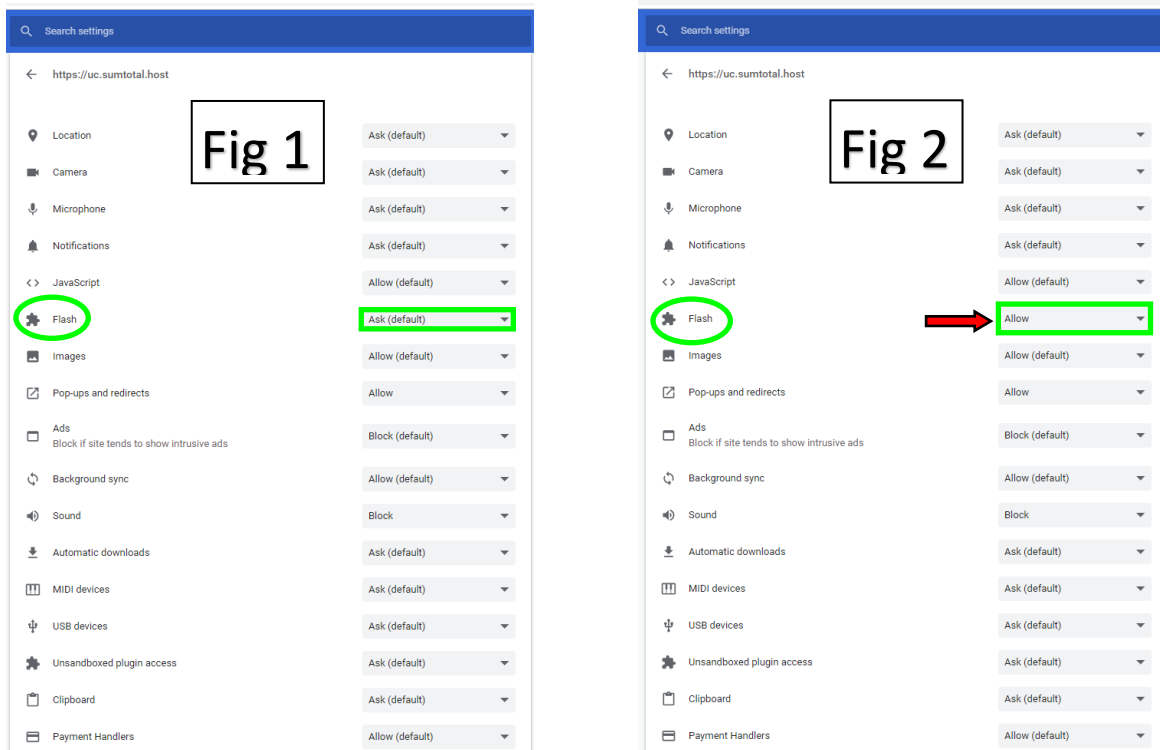 Search settings
https://uc.sumtotal.host
Fig 1
Location Ask (default)
Camera Ask (default)
Microphone Ask (default)
Notifications Ask (default)
JavaScript Allow (default)
Flash Ask (default)
Images Allow (default)
Pop-ups and redirects Allow
Ads
Block if site tends to show intrusive ads Block (default)
Background sync Allow (default)
Sound Block
Automatic downloads Ask (default)
MIDI devices Ask (default)
USB devices Ask (default)
Unsandboxed plugin access Ask (default)
Clipboard Ask (default)
Payment Handlers Allow (default)
Search settings
https://uc.sumtotal.host
Fig 2
Location Ask (default)
Camera Ask (default)
Microphone Ask (default)
Notifications Ask (default)
JavaScript Allow (default)
Flash Allow
Images Allow (default)
Pop-ups and redirects Allow
Ads
Block if site tends to show intrusive ads Block (default)
Background sync Allow (default)
Sound Block
Automatic downloads Ask (default)
MIDI devices Ask (default)
USB devices Ask (default)
Unsandboxed plugin access Ask (default)
Clipboard Ask (default)
Payment Handlers Allow (default)